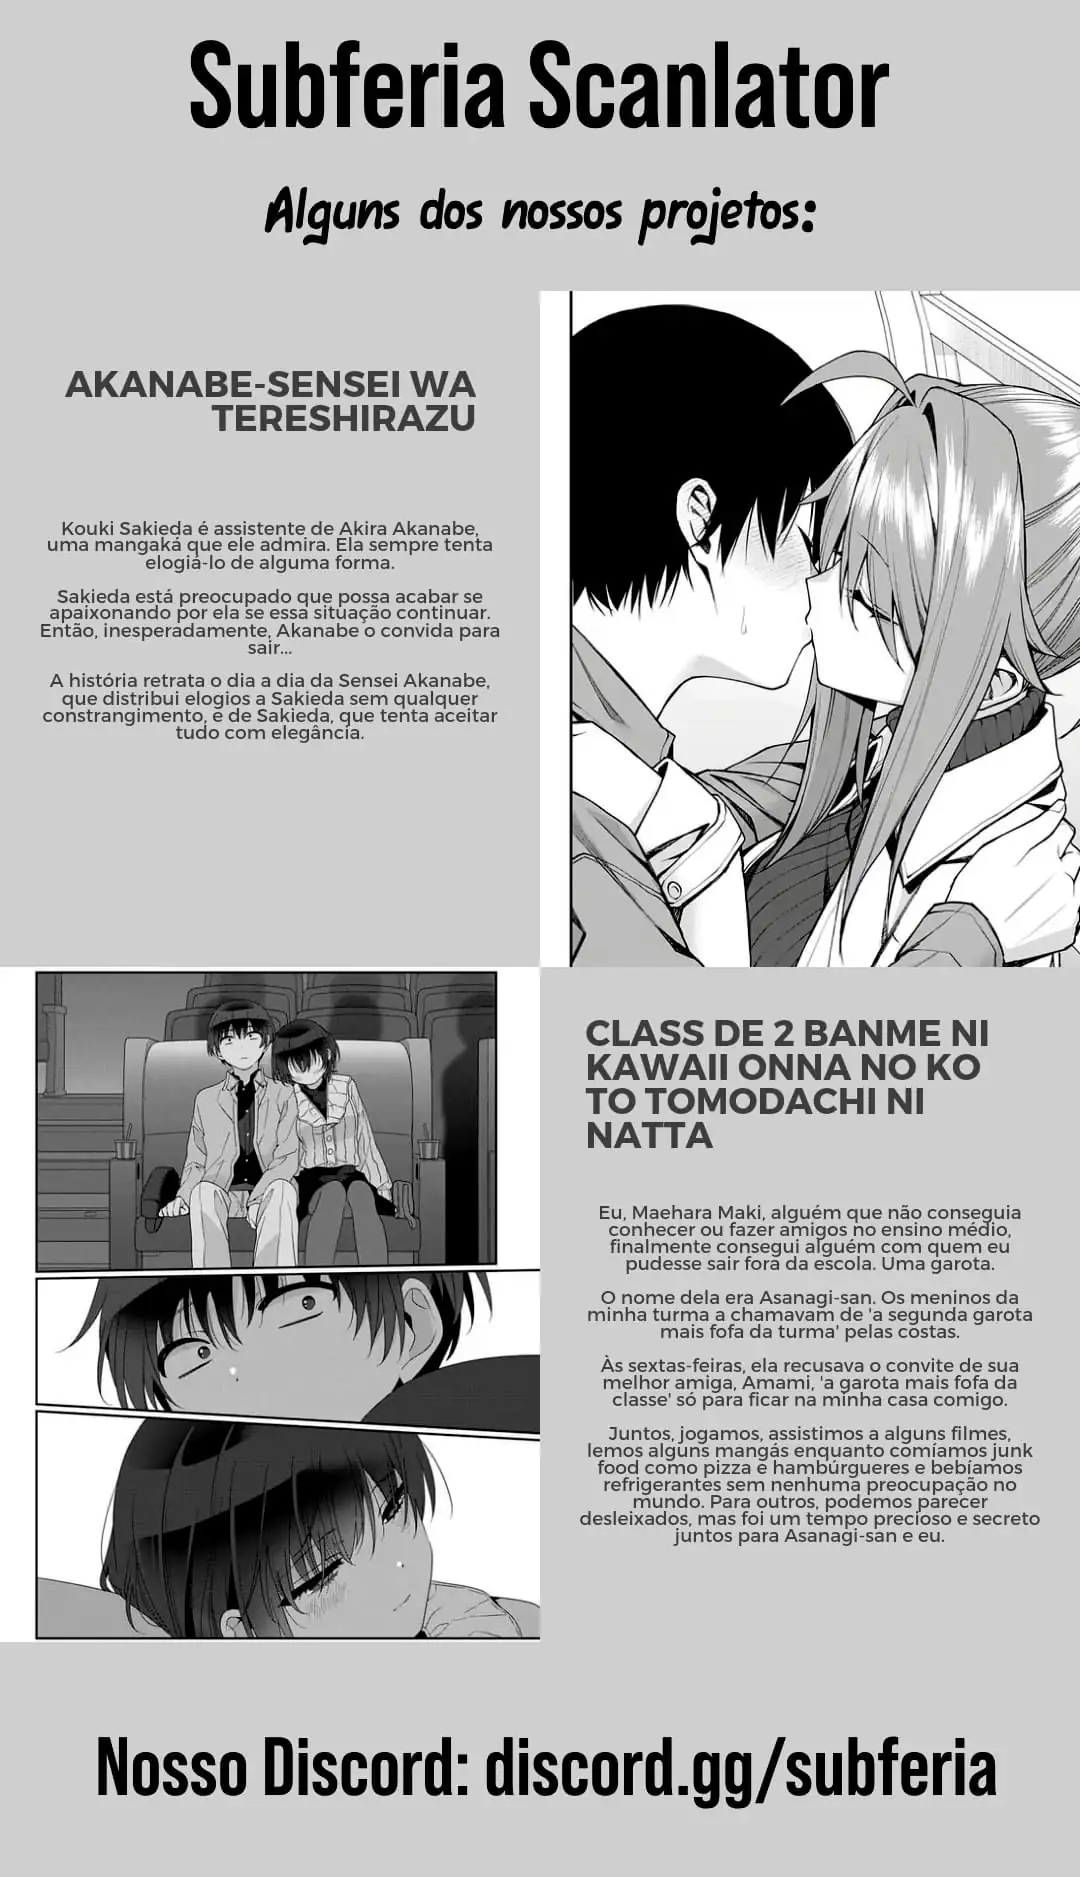 Subferia Scanlator
Alguns dos nossos projetos:
AKANABE-SENSEI WA
TERESHIRAZU
Kouki Sakieda é assistente de Akira Akanabe,
uma mangaká que ele admira. Ela sempre tenta
elogiá-lo de alguma forma.
Sakieda está preocupado que possa acabar se
apaixonando por ela se essa situação continuar.
Então, inesperadamente, Akanabe o convida para
sair...
A história retrata o dia a dia da Sensei Akanabe,
que distribui elogios a Sakieda sem qualquer
constrangimento, e de Sakieda, que tenta aceitar
tudo com elegância.
CLASS DE 2 BANME NI
KAWAII ONNA NO KO
TO TOMODACHI NI
NATTA
Eu, Maehara Maki, alguém que não conseguia
conhecer ou fazer amigos no ensino médio,
finalmente consegui alguém com quem eu
pudesse sair fora da escola. Uma garota.
O nome dela era Asanagi-san. Os meninos da
minha turma a chamavam de 'a segunda garota
mais fofa da turma' pelas costas.
Às sextas-feiras, ela recusava o convite de sua
melhor amiga, Amami, 'a garota mais fofa da
classe' só para ficar na minha casa comigo.
Juntos, jogamos, assistimos a alguns filmes,
lemos alguns mangás enquanto comíamos junk
food como pizza e hambúrgueres e bebíamos
refrigerantes sem nenhuma preocupação no
mundo. Para outros, podemos parecer
desleixados, mas foi um tempo precioso e secreto
juntos para Asanagi-san e eu.
Nosso Discord: discord.gg/subferia